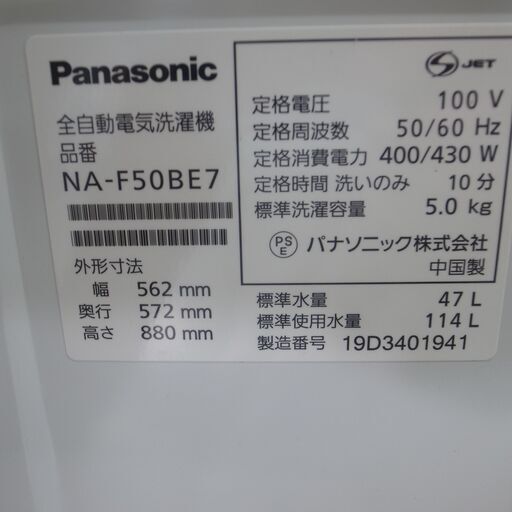 Panasonic
全自動電気洗濯機
品番
NA-F50BE7
外形寸法
幅 562 mm
奥行 572 mm
高さ 880 mm
S JET
定格電圧 100 V
定格周波数 50/60 Hz
定格消費電力 400/430 W
定格時間 洗いのみ 10 分
標準洗濯容量 5.0 kg
PSE パナソニック株式会社
中国製
標準水量 47 L
標準使用水量 114 L
製造番号 19D3401941